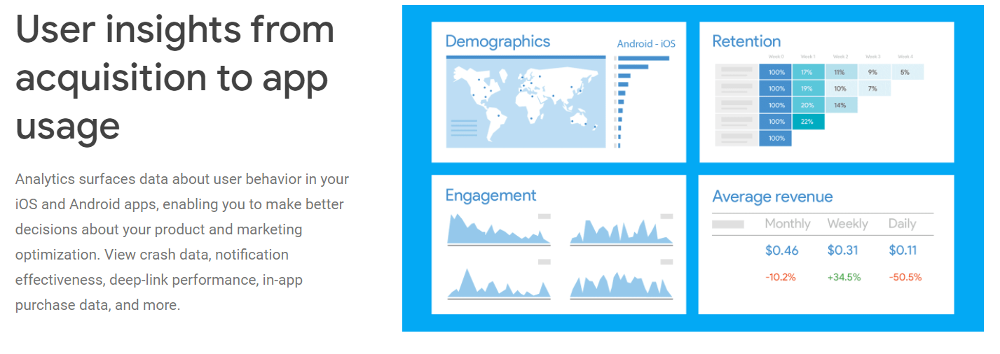 User insights from
acquisition to app
usage
Analytics surfaces data about user behavior in your
iOS and Android apps, enabling you to make better
decisions about your product and marketing
optimization. View crash data, notification
effectiveness, deep-link performance, in-app
purchase data, and more.
Demographics
Android - iOS
Retention
Week 0 Week 1 Week 2 Week 3 Week 4
100% 17% 11% 9% 5%
100% 19% 10% 7%
100% 20% 14%
100% 22%
100%
Engagement
Average revenue
Monthly Weekly Daily
$0.46 $0.31 $0.11
-10.2% +34.5% -50.5%